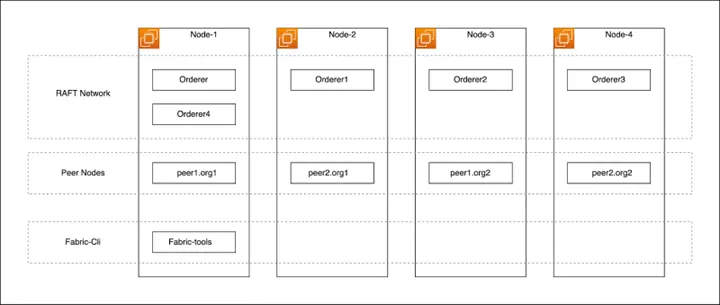 Node-1
Node-2
Node-3
Node-4
RAFT Network
Orderer
Orderer1
Orderer2
Orderer3
Orderer4
Peer Nodes
peer1.org1
peer2.org1
peer1.org2
peer2.org2
Fabric-Cli
Fabric-tools